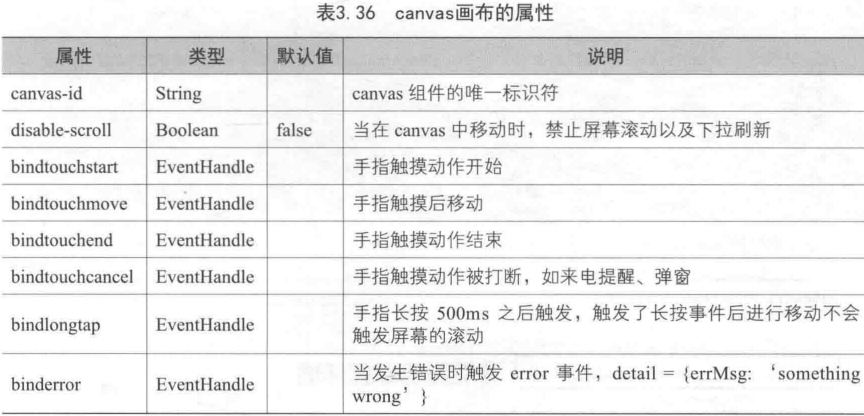 表3.36 canvas画布的属性
属性 类型 默认值 说明
canvas-id String canvas 组件的唯一标识符
disable-scroll Boolean false 当在 canvas 中移动时，禁止屏幕滚动以及下拉刷新
bindtouchstart EventHandle 手指触摸动作开始
bindtouchmove EventHandle 手指触摸后移动
bindtouchend EventHandle 手指触摸动作结束
bindtouchcancel EventHandle 手指触摸动作被打断，如来电提醒、弹窗
bindlongtap EventHandle 手指长按 500ms 之后触发，触发了长按事件后进行移动不会
触发屏幕的滚动
binderror EventHandle 当发生错误时触发 error 事件，detail = {errMsg: ‘something
wrong’}